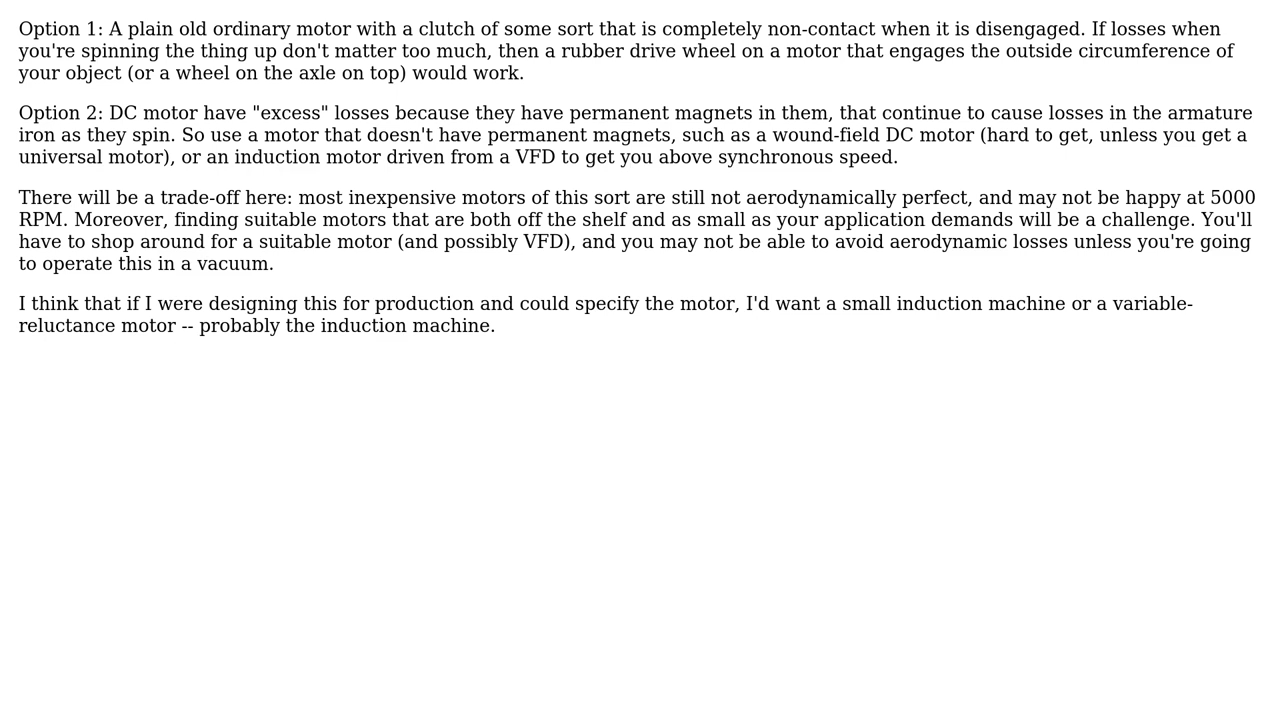 Option 1: A plain old ordinary motor with a clutch of some sort that is completely non-contact when it is disengaged. If losses when
you're spinning the thing up don't matter too much, then a rubber drive wheel on a motor that engages the outside circumference of
your object (or a wheel on the axle on top) would work.
Option 2: DC motor have "excess" losses because they have permanent magnets in them, that continue to cause losses in the armature
iron as they spin. So use a motor that doesn't have permanent magnets, such as a wound-field DC motor (hard to get, unless you get a
universal motor), or an induction motor driven from a VFD to get you above synchronous speed.
There will be a trade-off here: most inexpensive motors of this sort are still not aerodynamically perfect, and may not be happy at 5000
RPM. Moreover, finding suitable motors that are both off the shelf and as small as your application demands will be a challenge. You'll
have to shop around for a suitable motor (and possibly VFD), and you may not be able to avoid aerodynamic losses unless you're going
to operate this in a vacuum.
I think that if I were designing this for production and could specify the motor, I'd want a small induction machine or a variable-
reluctance motor -- probably the induction machine.